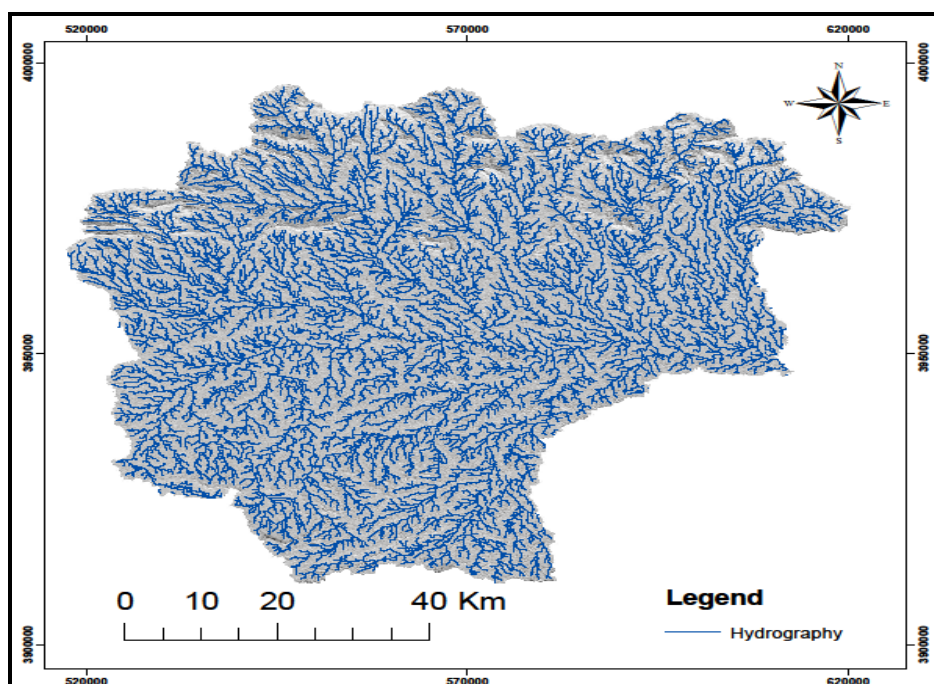 520000 570000 620000
4000000 4000000
N
W E
S
3950000 3950000
0 10 20 40 Km
Legend
Hydrography
3900000 3900000
520000 570000 620000